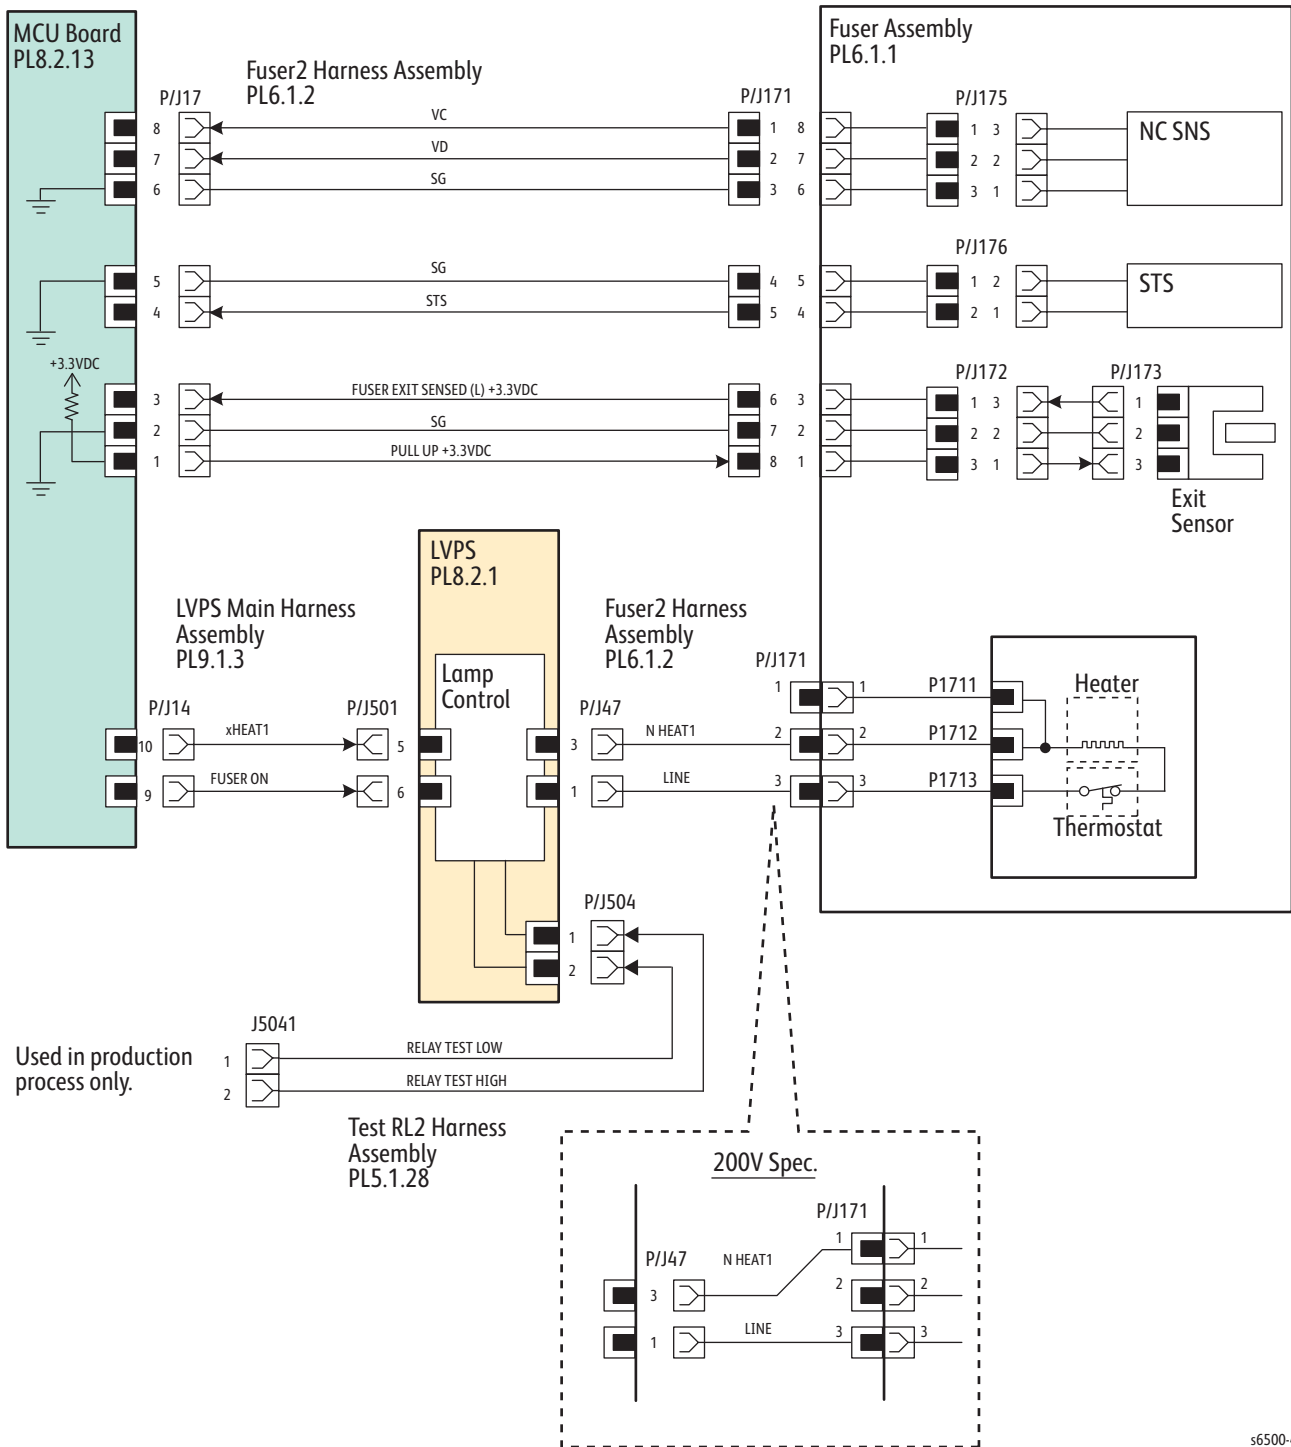 MCU Board
PL8.2.13
Fuser Assembly
PL6.1.1
Fuser2 Harness Assembly
PL6.1.2
P/J17
P/J171
P/J175
8 VC 1 8 1 3
NC SNS
7 VD 2 7 2 2
6 SG 3 6 3 1
P/J176
5 SG 4 5 1 2
STS
4 STS 5 4 2 1
+3.3VDC
P/J172
P/J173
3 FUSER EXIT SENSED (L) +3.3VDC 6 3 1 3 1
2 SG 7 2 2 2 2
1 PULL UP +3.3VDC 8 1 3 1 3
Exit
Sensor
LVPS
PL8.2.1
LVPS Main Harness
Assembly
PL9.1.3
Fuser2 Harness
Assembly
PL6.1.2
P/J171
Lamp
Control
1 1 P1711
Heater
P/J14
P/J501
P/J47
10 xHEAT1 5 3 N HEAT1 2 2 P1712
9 FUSER ON 6 1 LINE 3 3 P1713
Thermostat
P/J504
1
2
J5041
Used in production
process only.
1 RELAY TEST LOW
2 RELAY TEST HIGH
Test RL2 Harness
Assembly
PL5.1.28
200V Spec.
P/J171
P/J47
N HEAT1
1 1
3 2 2
1 LINE 3 3